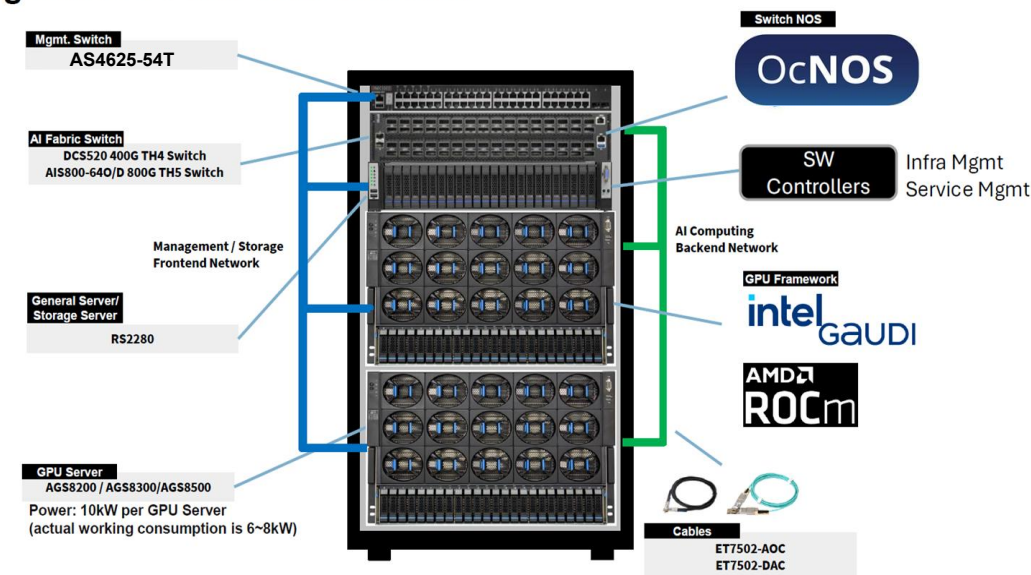 g
Mgmt. Switch
AS4625-54T
AI Fabric Switch
DCS520 400G TH4 Switch
AIS800-64O/D 800G TH5 Switch
Management / Storage
Frontend Network
General Server/
Storage Server
RS2280
GPU Server
AGS8200 / AGS8300/AGS8500
Power: 10kW per GPU Server
(actual working consumption is 6~8kW)
Switch NOS
OcNOS
SW
Controllers
Infra Mgmt
Service Mgmt
AI Computing
Backend Network
GPU Framework
intel
GAUDI
AMD
ROCm
Cables
ET7502-AOC
ET7502-DAC